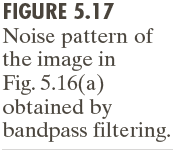 FIGURE 5.17
Noise pattern of
the image in
Fig. 5.16(a)
obtained by
bandpass filtering.